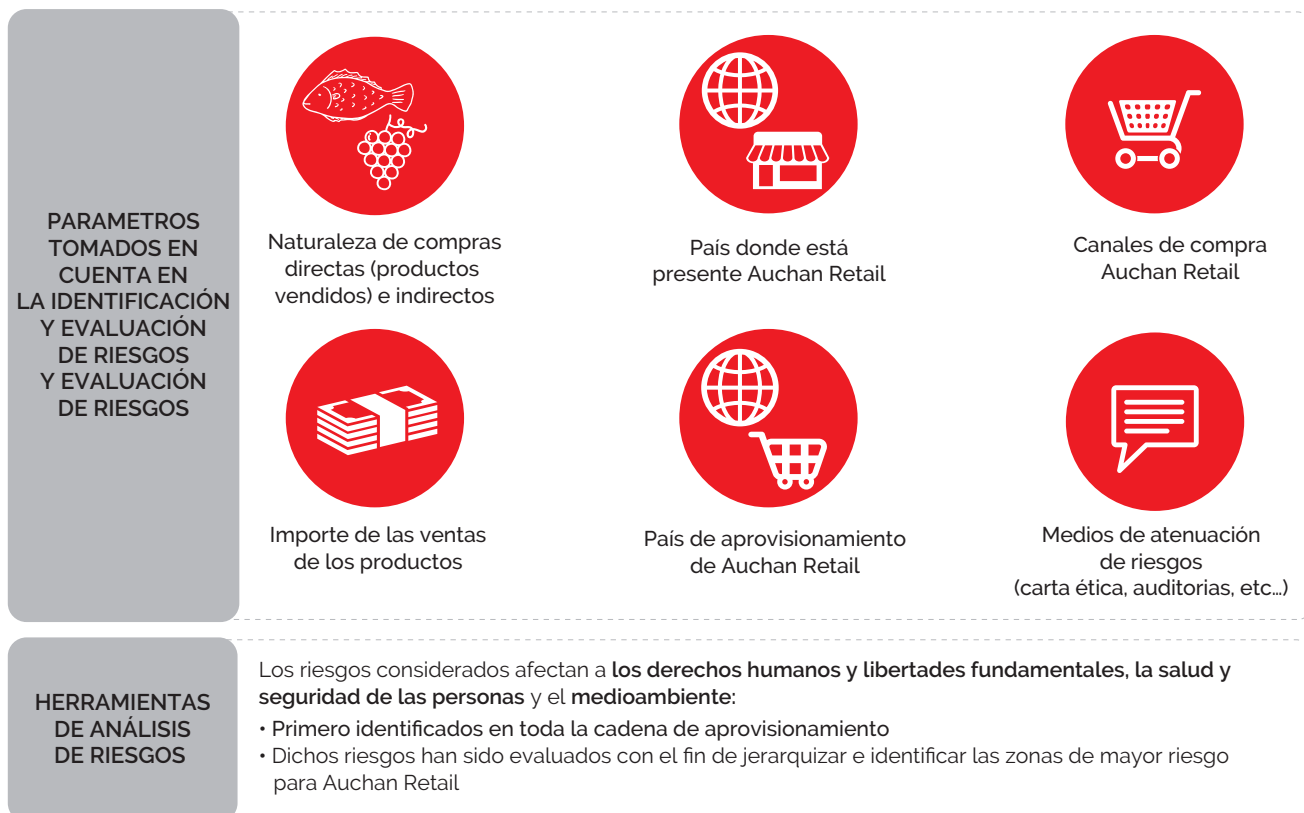 PARAMETROS
TOMADOS EN
CUENTA EN
LA IDENTIFICACIÓN
Y EVALUACIÓN
DE RIESGOS
Y EVALUACIÓN
DE RIESGOS
Naturaleza de compras
directas (productos
vendidos) e indirectos
País donde está
presente Auchan Retail
Canales de compra
Auchan Retail
Importe de las ventas
de los productos
País de aprovisionamiento
de Auchan Retail
Medios de atenuación
de riesgos
(carta ética, auditorias, etc…)
HERRAMIENTAS
DE ANÁLISIS
DE RIESGOS
Los riesgos considerados afectan a los derechos humanos y libertades fundamentales, la salud y
seguridad de las personas y el medioambiente:
• Primero identificados en toda la cadena de aprovisionamiento
• Dichos riesgos han sido evaluados con el fin de jerarquizar e identificar las zonas de mayor riesgo
para Auchan Retail